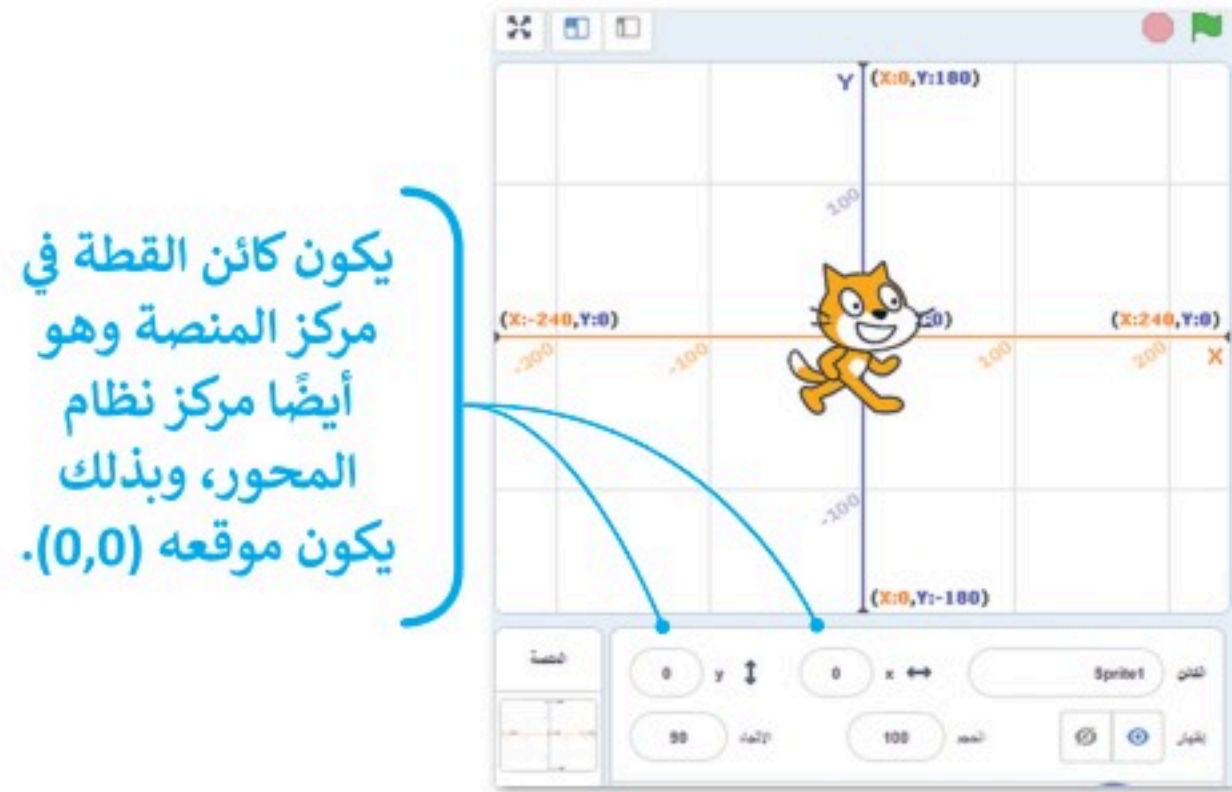 يكون كائن القطة في
مركز المنصة وهو
أيضًا مركز نظام
المحور، وبذلك
يكون موقعه (0,0).
Y (X:0,Y:180)
100
(X:-240,Y:0) :0) (X:240,Y:0)
-200 -100 100 200 X
-100
(X:0,Y:-180)
المنصة
الكائن Sprite1 x 0 y 0
إظهار الحجم 100 الاتجاه 90